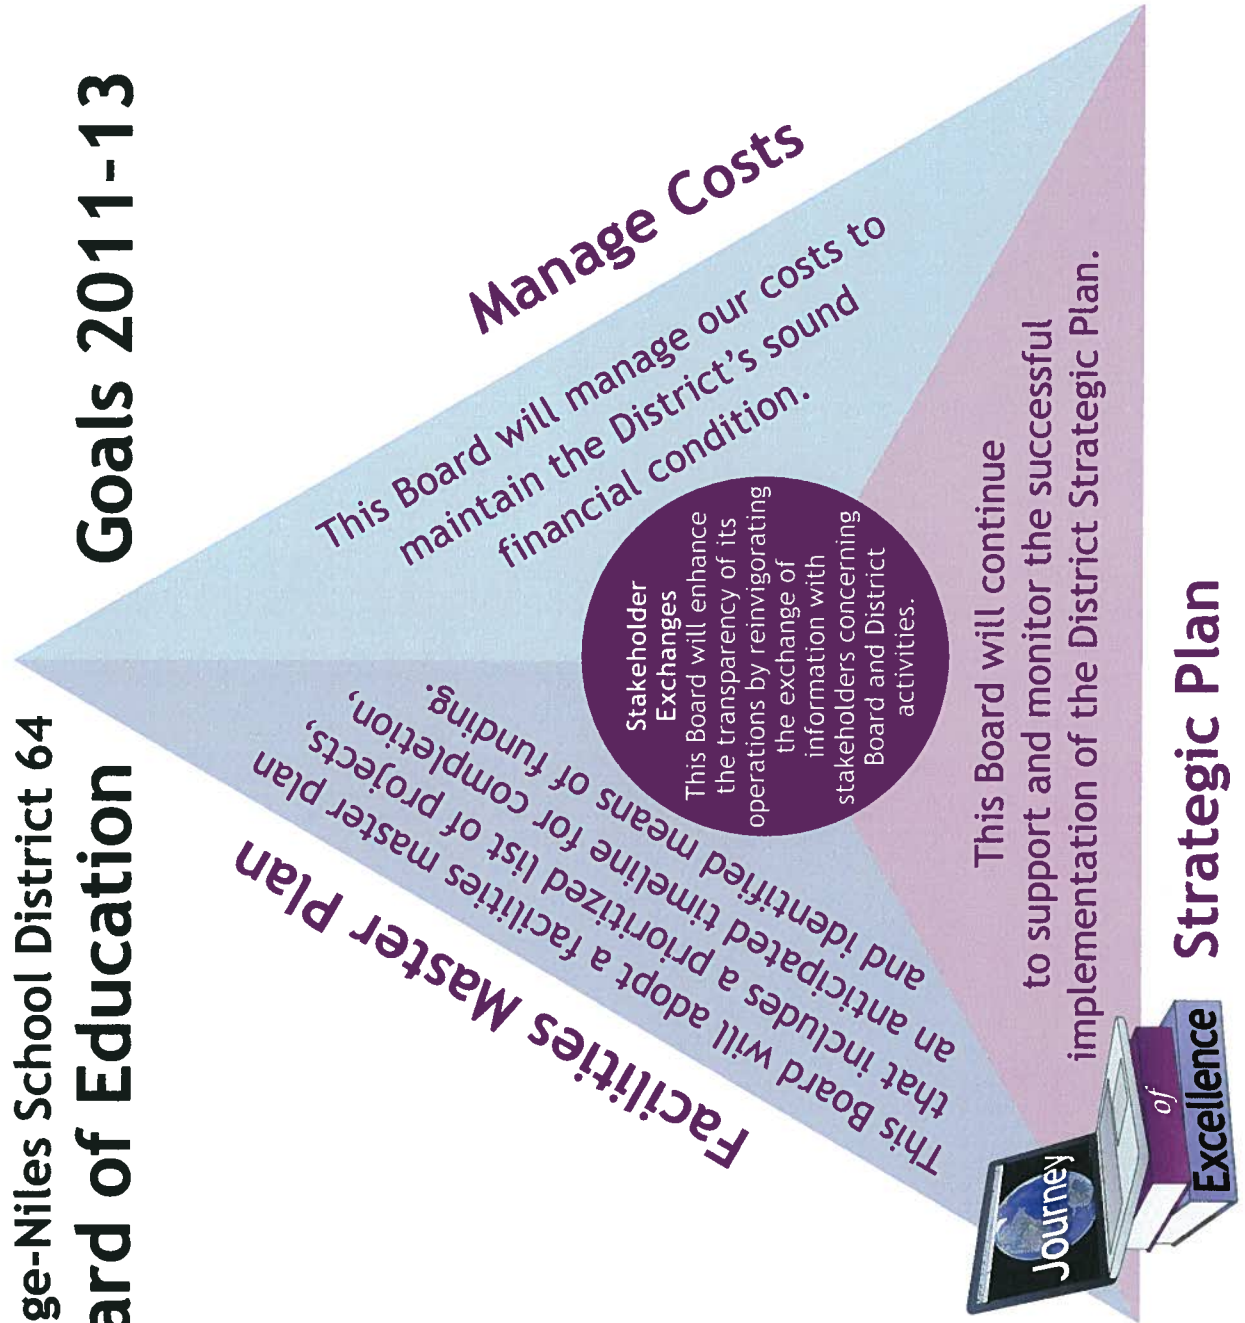 ge-Niles School District 64
ard of Education
Goals 2011-13
Facilities Master Plan
This Board will adopt a facilities master plan
that includes a prioritized list of projects,
an anticipated timeline for completion,
and identified means of funding.
Manage Costs
This Board will manage our costs to
maintain the District's sound
financial condition.
Stakeholder
Exchanges
This Board will enhance
the transparency of its
operations by reinvigorating
the exchange of
information with
stakeholders concerning
Board and District
activities.
This Board will continue
to support and monitor the successful
implementation of the District Strategic Plan.
Strategic Plan
Journey
of
Excellence